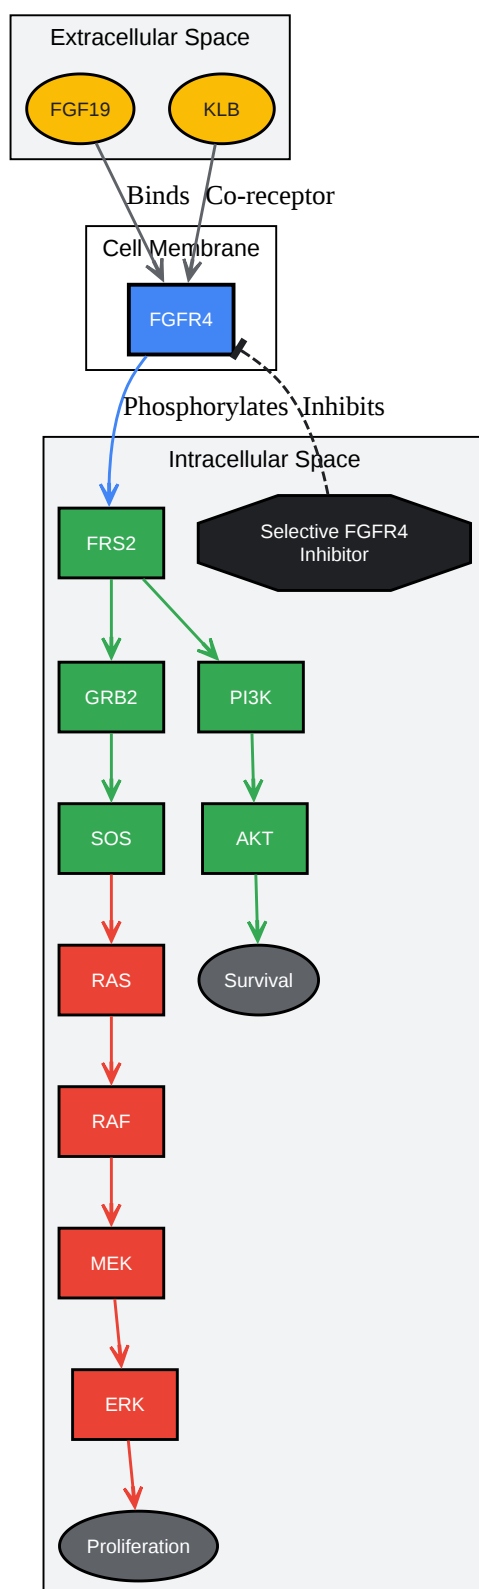 Extracellular Space
FGF19
KLB
Binds
Co-receptor
Cell Membrane
FGFR4
Phosphorylates
Inhibits
Intracellular Space
Selective FGFR4
Inhibitor
FRS2
GRB2
PI3K
SOS
AKT
RAS
Survival
RAF
MEK
ERK
Proliferation